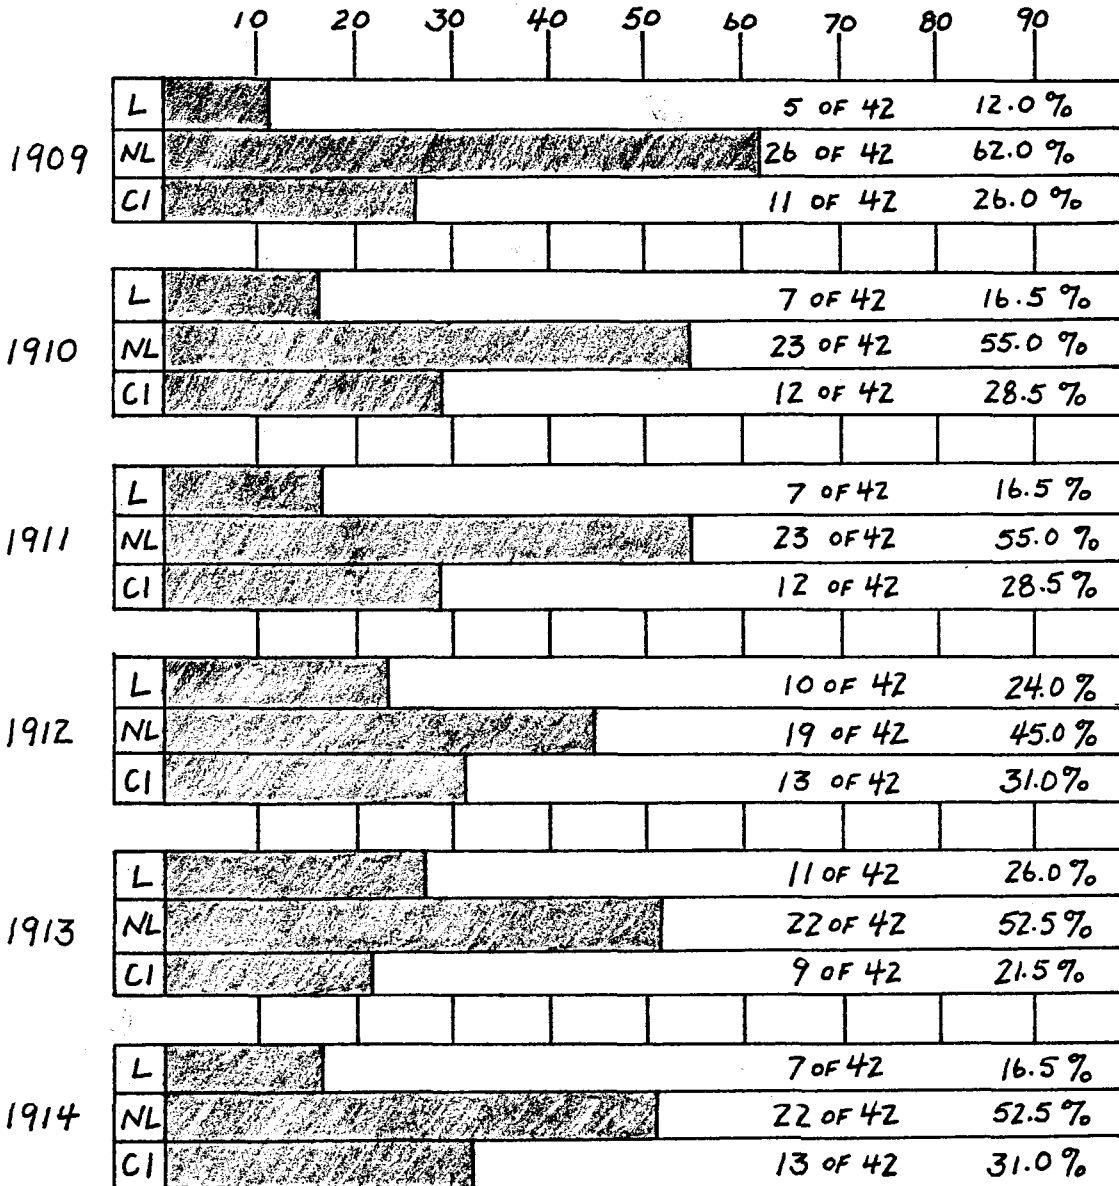 10 20 30 40 50 60 70 80 90
L 5 OF 42 12.0 %
1909 NL 26 OF 42 62.0 %
CI 11 OF 42 26.0 %
L 7 OF 42 16.5 %
1910 NL 23 OF 42 55.0 %
CI 12 OF 42 28.5 %
L 7 OF 42 16.5 %
1911 NL 23 OF 42 55.0 %
CI 12 OF 42 28.5 %
L 10 OF 42 24.0 %
1912 NL 19 OF 42 45.0 %
CI 13 OF 42 31.0 %
L 11 OF 42 26.0 %
1913 NL 22 OF 42 52.5 %
CI 9 OF 42 21.5 %
L 7 OF 42 16.5 %
1914 NL 22 OF 42 52.5 %
CI 13 OF 42 31.0 %